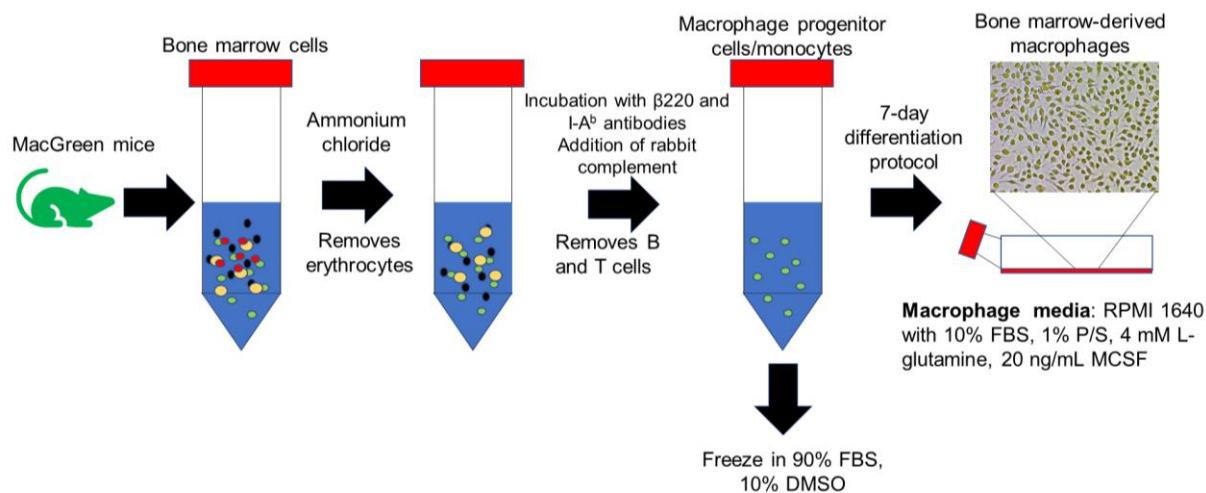 MacGreen mice
Bone marrow cells
Ammonium
chloride
Removes
erythrocytes
Incubation with β220 and
I-Aᵇ antibodies
Addition of rabbit
complement
Removes B
and T cells
Macrophage progenitor
cells/monocytes
Freeze in 90% FBS,
10% DMSO
7-day
differentiation
protocol
Bone marrow-derived
macrophages
Macrophage media: RPMI 1640
with 10% FBS, 1% P/S, 4 mM L-
glutamine, 20 ng/mL MCSF